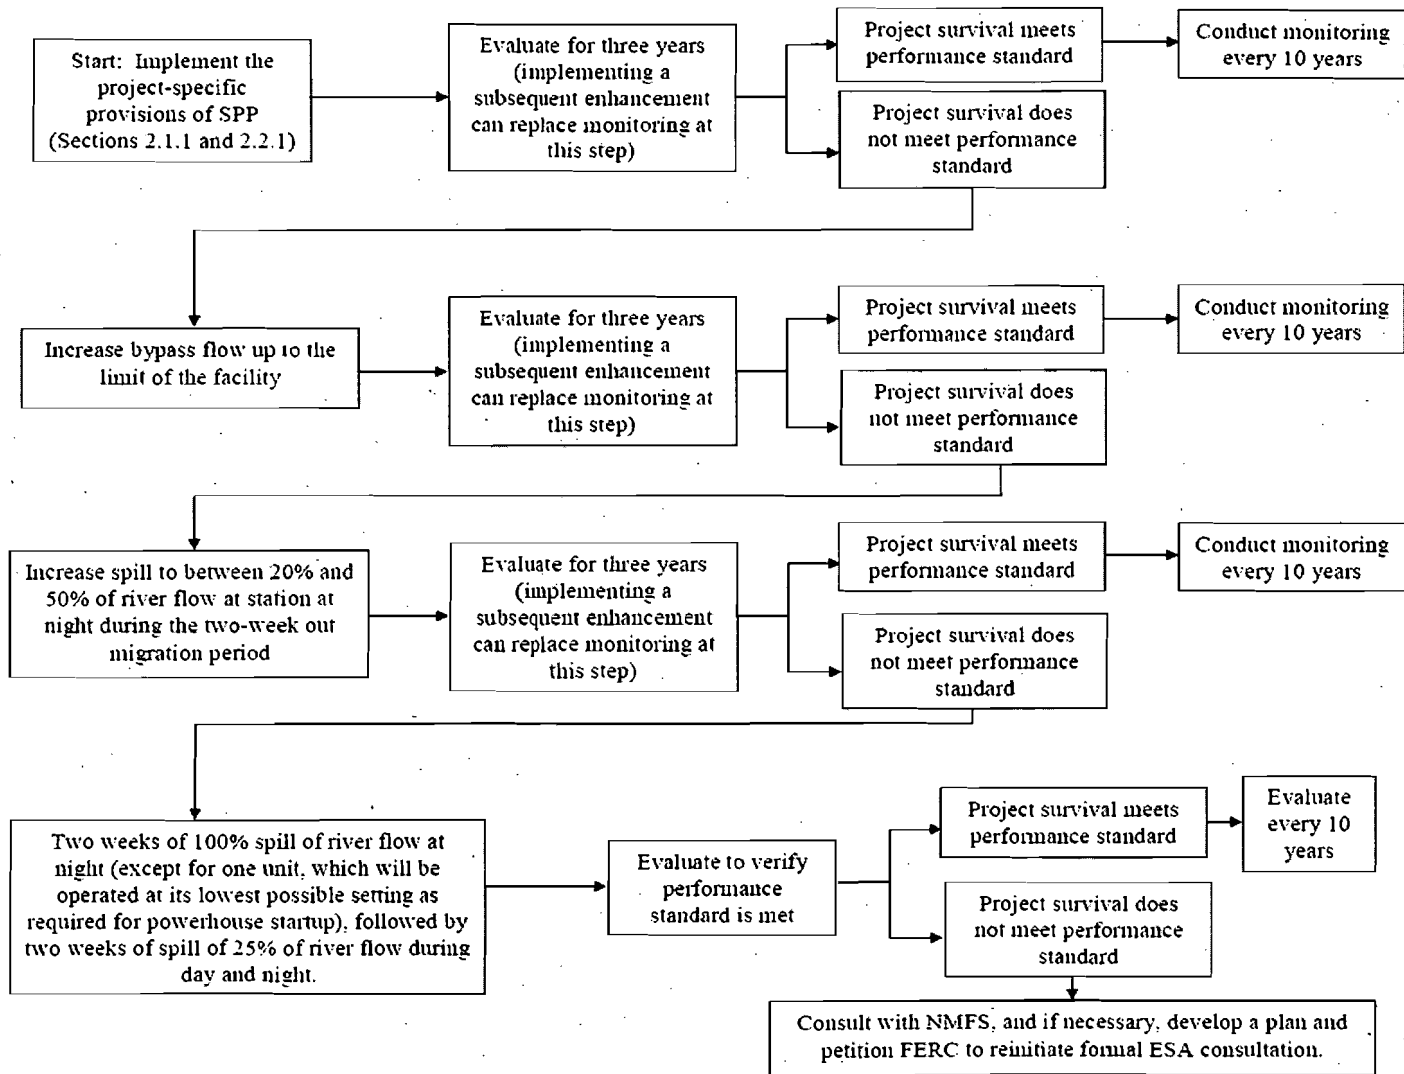 Start: Implement the
project-specific
provisions of SPP
(Sections 2.1.1 and 2.2.1)
Evaluate for three years
(implementing a
subsequent enhancement
can replace monitoring at
this step)
Project survival meets
performance standard
Conduct monitoring
every 10 years
Project survival does
not meet performance
standard
Increase bypass flow up to the
limit of the facility
Evaluate for three years
(implementing a
subsequent enhancement
can replace monitoring at
this step)
Project survival meets
performance standard
Conduct monitoring
every 10 years
Project survival does
not meet performance
standard
Increase spill to between 20% and
50% of river flow at station at
night during the two-week out
migration period
Evaluate for three years
(implementing a
subsequent enhancement
can replace monitoring at
this step)
Project survival meets
performance standard
Conduct monitoring
every 10 years
Project survival does
not meet performance
standard
Two weeks of 100% spill of river flow at
night (except for one unit, which will be
operated at its lowest possible setting as
required for powerhouse startup), followed by
two weeks of spill of 25% of river flow during
day and night.
Evaluate to verify
performance
standard is met
Project survival meets
performance standard
Evaluate
every 10
years
Project survival does
not meet performance
standard
Consult with NMFS, and if necessary, develop a plan and
petition FERC to reinitiate formal ESA consultation.